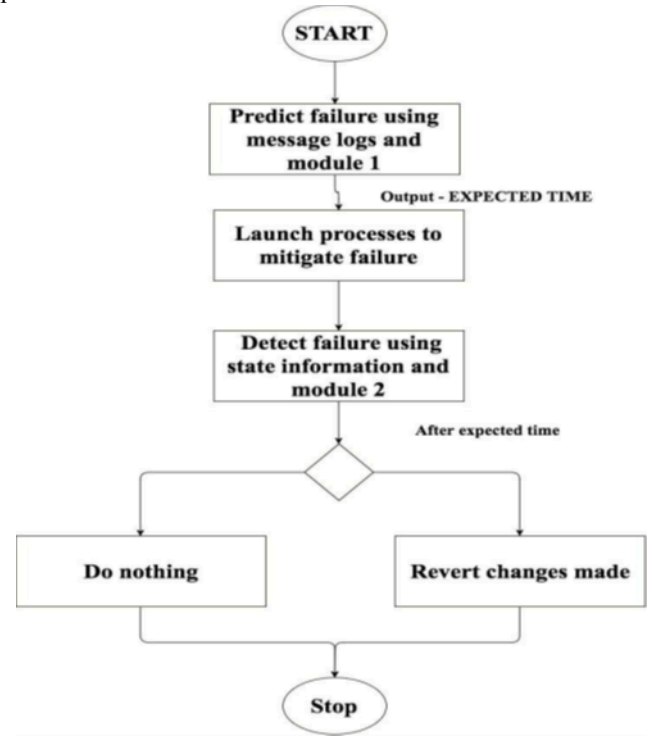 START
Predict failure using
message logs and
module 1
Output - EXPECTED TIME
Launch processes to
mitigate failure
Detect failure using
state information and
module 2
After expected time
Do nothing
Revert changes made
Stop